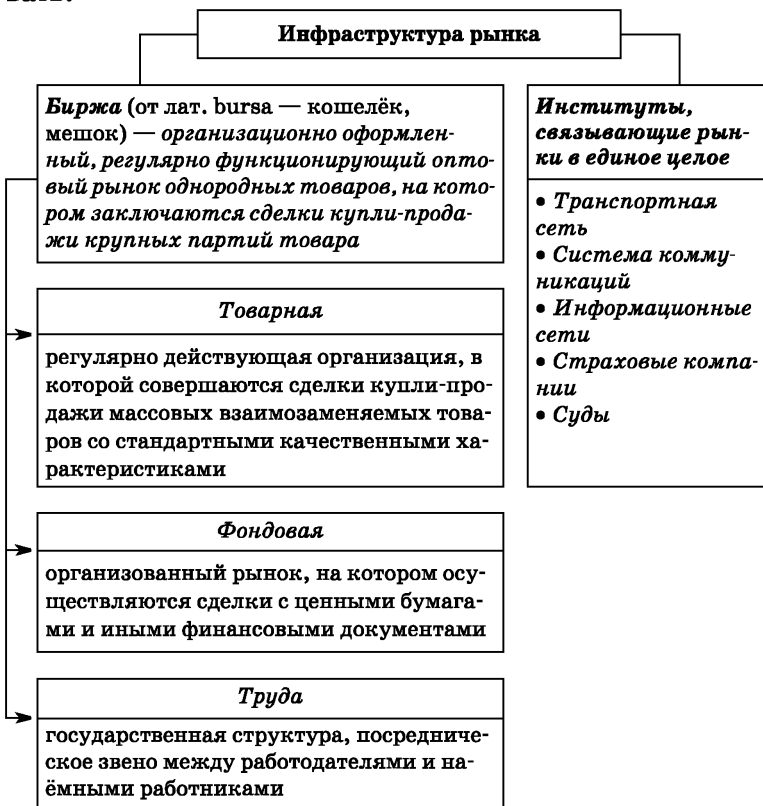 Инфраструктура рынка
Биржа (от лат. bursa — кошелёк,
мешок) — организационно оформлен-
ный, регулярно функционирующий опто-
вый рынок однородных товаров, на кото-
ром заключаются сделки купли-прода-
жи крупных партий товара
Товарная
регулярно действующая организация, в
которой совершаются сделки купли-про-
дажи массовых взаимозаменяемых това-
ров со стандартными качественными ха-
рактеристиками
Фондовая
организованный рынок, на котором осу-
ществляются сделки с ценными бумага-
ми и иными финансовыми документами
Труда
государственная структура, посредниче-
ское звено между работодателями и на-
ёмными работниками
Институты,
связывающие рын-
ки в единое целое
• Транспортная
сеть
• Система комму-
никаций
• Информационные
сети
• Страховые компа-
нии
• Суды